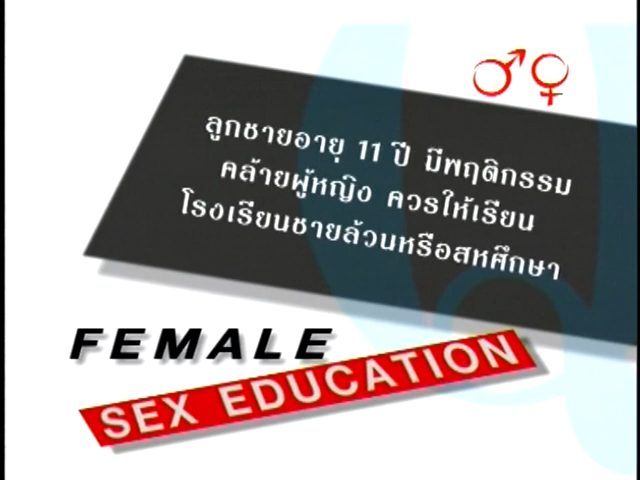 ลูกชายอายุ 11 ปี มีพฤติกรรม
คล้ายผู้หญิง ควรให้เรียน
โรงเรียนชายล้วนหรือสหศึกษา
FEMALE
SEX EDUCATION